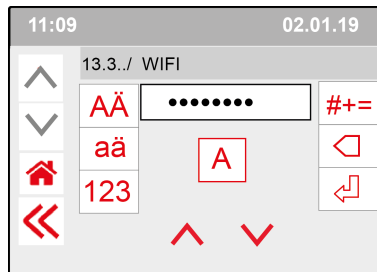 11:09 02.01.19
13.3../ WIFI
AÄ •••••••• #+=
aä A
123